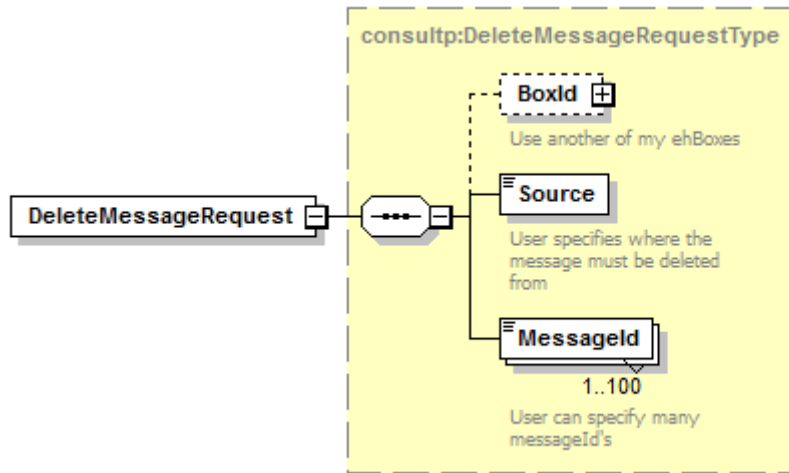 consultp:DeleteMessageRequestType
BoxId
Use another of my ehBoxes
DeleteMessageRequest
Source
User specifies where the
message must be deleted
from
MessageId
1..100
User can specify many
messageId's